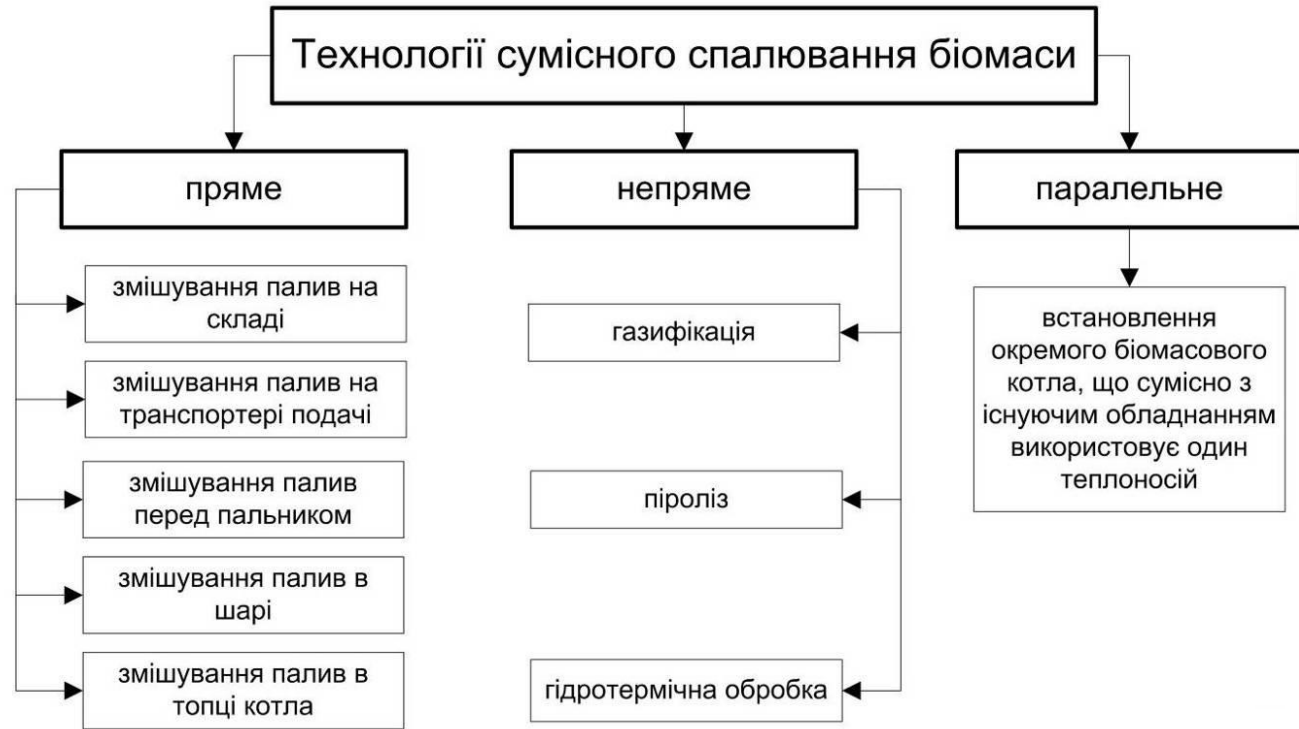 Технології сумісного спалювання біомаси
пряме
непряме
паралельне
змішування палив на
складі
змішування палив на
транспортері подачі
змішування палив
перед пальником
змішування палив в
шарі
змішування палив в
топці котла
газифікація
піроліз
гідротермічна обробка
встановлення
окремого біомасового
котла, що сумісно з
існуючим обладнанням
використовує один
теплоносій